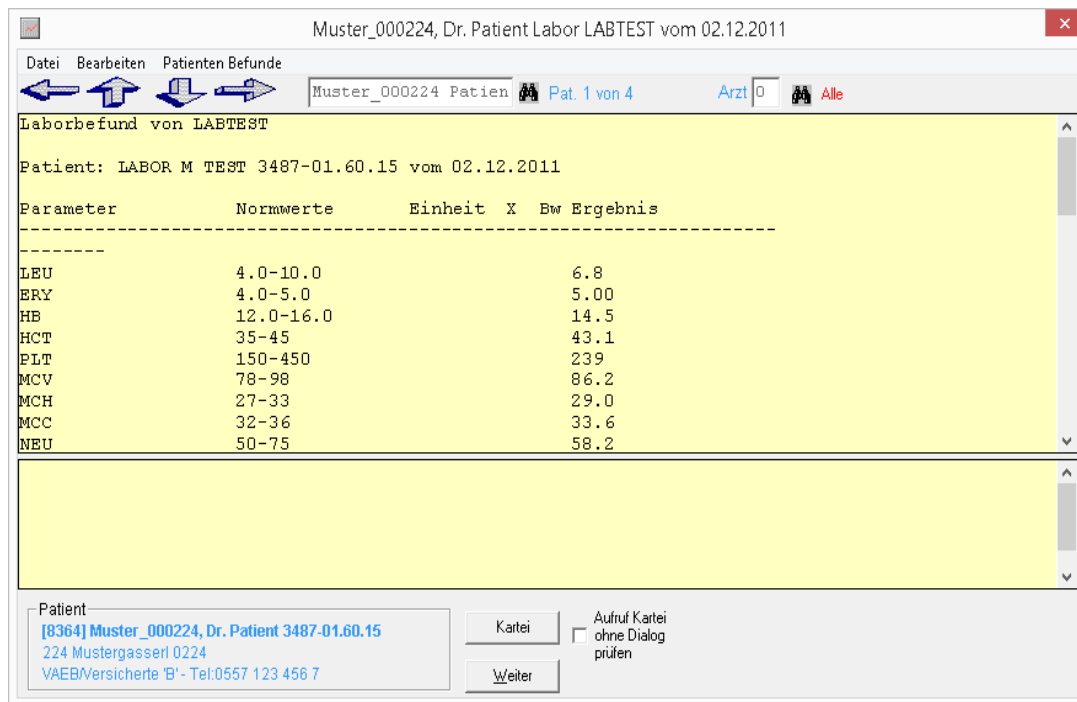 Muster_000224, Dr. Patient Labor LABTEST vom 02.12.2011
Datei Bearbeiten Patienten Befunde
Muster_000224 Patien Pat. 1 von 4 Arzt 0 Alle
Laborbefund von LABTEST
Patient: LABOR M TEST 3487-01.60.15 vom 02.12.2011
Parameter Normwerte Einheit X Bw Ergebnis
----------------------------------------------------------------------
--------
LEU 4.0-10.0 6.8
ERY 4.0-5.0 5.00
HB 12.0-16.0 14.5
HCT 35-45 43.1
PLT 150-450 239
MCV 78-98 86.2
MCH 27-33 29.0
MCC 32-36 33.6
NEU 50-75 58.2
Patient
[8364] Muster_000224, Dr. Patient 3487-01.60.15
224 Mustergasserl 0224
VAEB/Versicherte 'B' - Tel:0557 123 456 7
Kartei
Weiter
Aufruf Kartei
ohne Dialog
prüfen